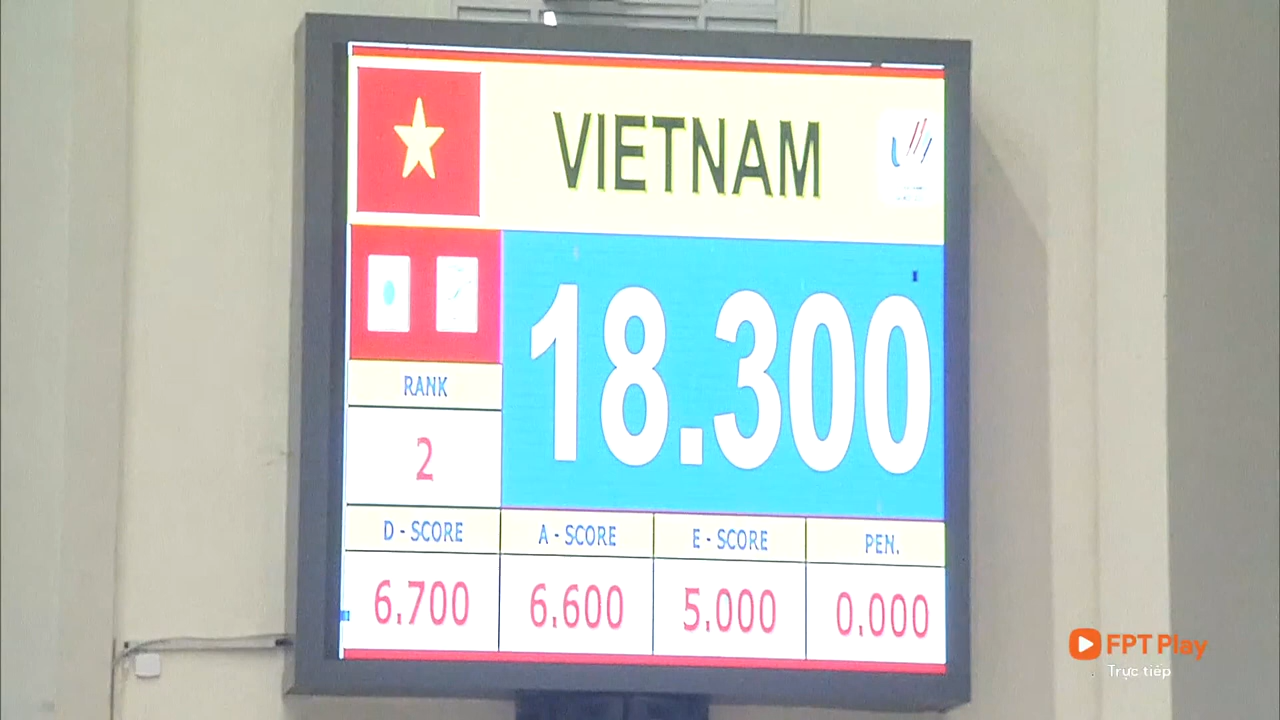 VIETNAM
18.300
RANK
2
D - SCORE A - SCORE E - SCORE PEN.
6.700 6.600 5.000 0.000
FPT Play
Trực tiếp